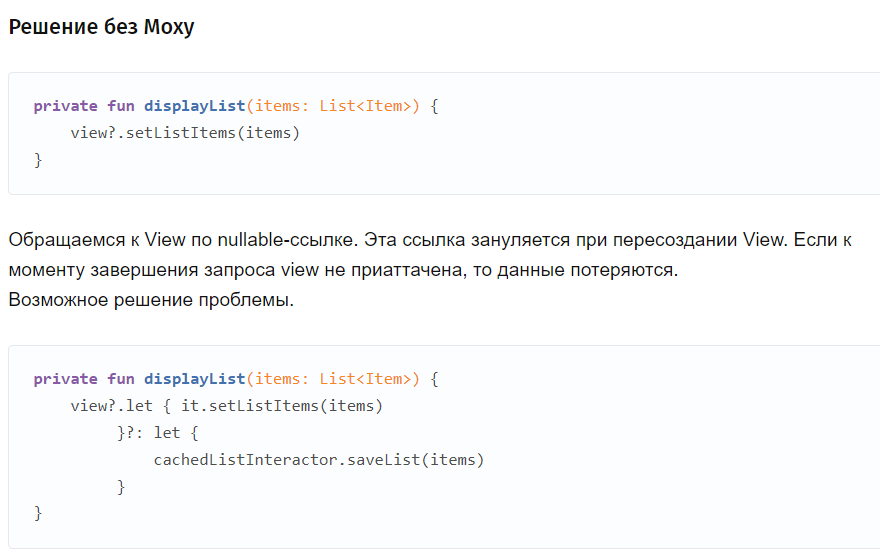 Решение без Moxy
private fun displayList(items: List<Item>) {
    view?.setListItems(items)
}
Обращаемся к View по nullable-ссылке. Эта ссылка зануляется при пересоздании View. Если к
моменту завершения запроса view не приаттачена, то данные потеряются.
Возможное решение проблемы.
private fun displayList(items: List<Item>) {
    view?.let { it.setListItems(items)
         }?: let {
             cachedListInteractor.saveList(items)
         }
}